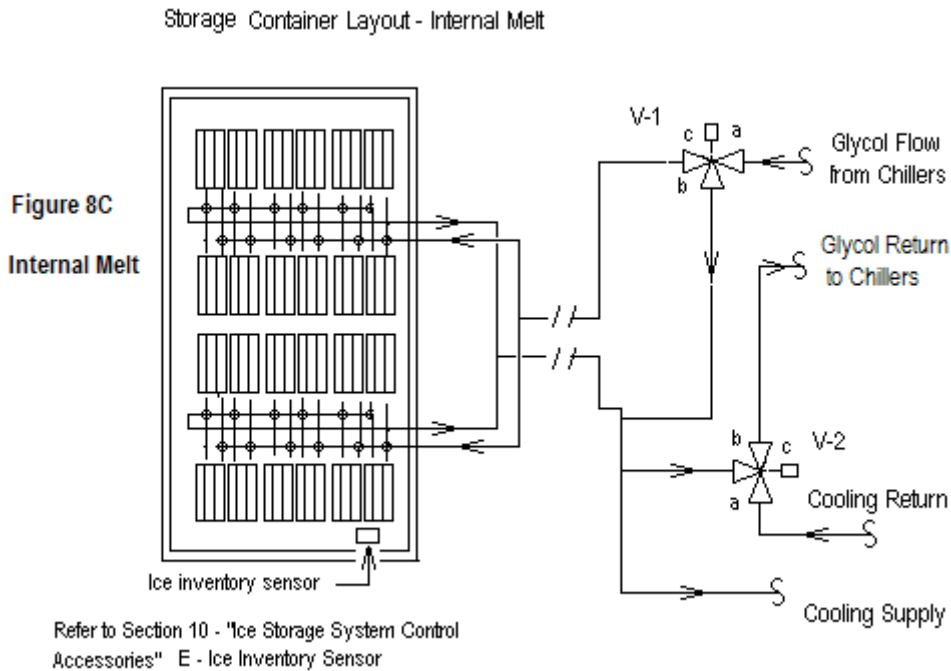 Storage Container Layout - Internal Melt
Figure 8C
Internal Melt
V-1
c
a
b
Glycol Flow
from Chillers
Glycol Return
to Chillers
b
c
V-2
a
Cooling Return
Cooling Supply
Ice inventory sensor
Refer to Section 10 - "Ice Storage System Control
Accessories" E - Ice Inventory Sensor